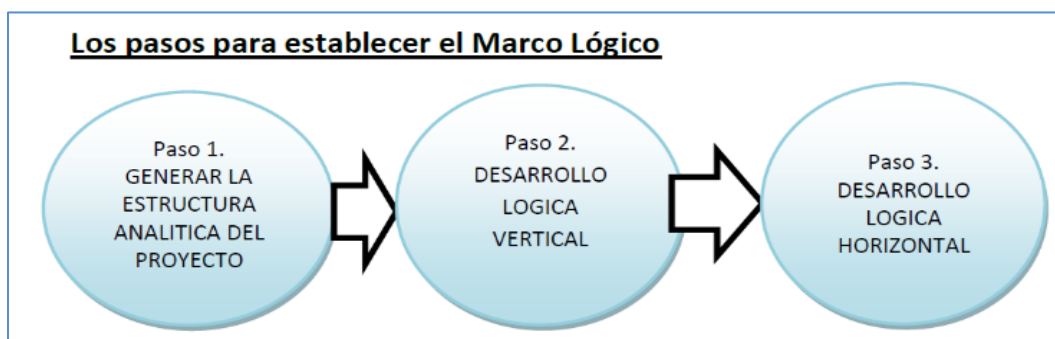 Los pasos para establecer el Marco Lógico
Paso 1.
GENERAR LA
ESTRUCTURA
ANALITICA DEL
PROYECTO
Paso 2.
DESARROLLO
LOGICA
VERTICAL
Paso 3.
DESARROLLO
LOGICA
HORIZONTAL